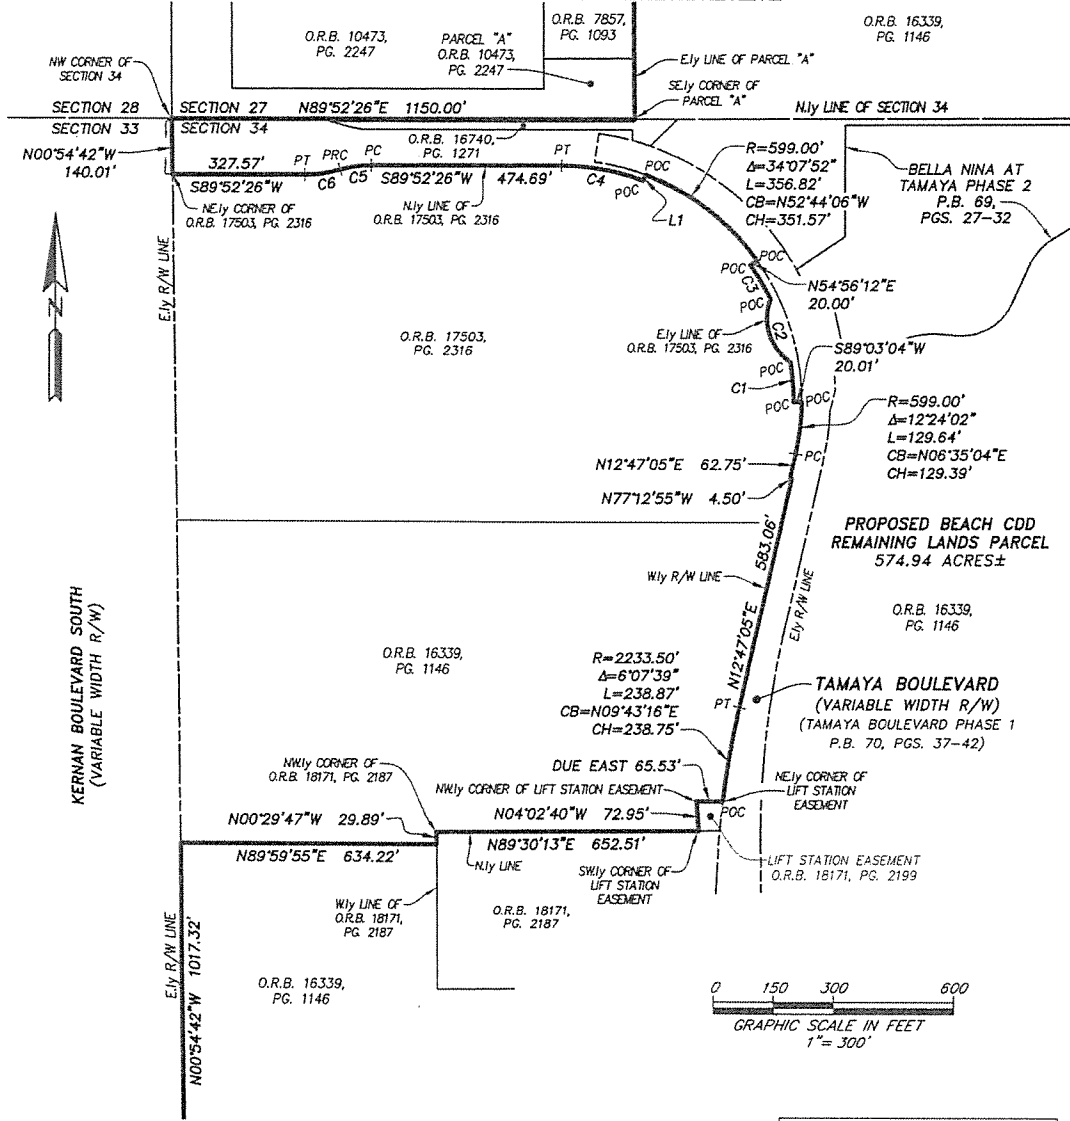 O.R.B. 7857,
PG. 1093
O.R.B. 16339,
PG. 1146
O.R.B. 10473,
PG. 2247
PARCEL "A"
O.R.B. 10473,
PG. 2247
E.ly LINE OF PARCEL "A"
NW CORNER OF
SECTION 34
SE.ly CORNER OF
PARCEL "A"
SECTION 28
SECTION 27
N89°52'26"E 1150.00'
N.ly LINE OF SECTION 34
SECTION 33
SECTION 34
O.R.B. 16740,
PG. 1271
N00°54'42"W
140.01'
327.57'
S89°52'26"W
PT
PRC
C6
C5
PC
S89°52'26"W 474.69'
PT
C4
POC
POC
L1
R=599.00'
Δ=34°07'52"
L=356.82'
CB=N52°44'06"W
CH=351.57'
BELLA NINA AT
TAMAYA PHASE 2
P.B. 69,
PGS. 27-32
NE.ly CORNER OF
O.R.B. 17503, PG. 2316
N.ly LINE OF
O.R.B. 17503, PG. 2316
E.ly R/W LINE
N
POC
POC
C3
POC
N54°56'12"E
20.00'
O.R.B. 17503,
PG. 2316
E.ly LINE OF
O.R.B. 17503, PG. 2316
C2
S89°03'04"W
20.01'
POC
C1
POC
POC
R=599.00'
Δ=12°24'02"
L=129.64'
CB=N06°35'04"E
CH=129.39'
PC
N12°47'05"E 62.75'
N77°12'55"W 4.50'
PROPOSED BEACH CDD
REMAINING LANDS PARCEL
574.94 ACRES±
O.R.B. 16339,
PG. 1146
W.ly R/W LINE
N12°47'05"E 583.06'
E.ly R/W LINE
KERNAN BOULEVARD SOUTH
(VARIABLE WIDTH R/W)
O.R.B. 16339,
PG. 1146
R=2233.50'
Δ=6°07'39"
L=238.87'
CB=N09°43'16"E
CH=238.75'
PT
TAMAYA BOULEVARD
(VARIABLE WIDTH R/W)
(TAMAYA BOULEVARD PHASE 1
P.B. 70, PGS. 37-42)
NW.ly CORNER OF
O.R.B. 18171, PG. 2187
DUE EAST 65.53'
NW.ly CORNER OF LIFT STATION EASEMENT
NE.ly CORNER OF
LIFT STATION
EASEMENT
N00°29'47"W 29.89'
N04°02'40"W 72.95'
POC
N89°59'55"E 634.22'
N89°30'13"E 652.51'
N.ly LINE
SW.ly CORNER OF
LIFT STATION
EASEMENT
LIFT STATION EASEMENT
O.R.B. 18171, PG. 2199
W.ly LINE OF
O.R.B. 18171,
PG. 2187
O.R.B. 18171,
PG. 2187
E.ly R/W LINE
N00°54'42"W 1017.32'
O.R.B. 16339,
PG. 1146
0 150 300 600
GRAPHIC SCALE IN FEET
1"= 300'